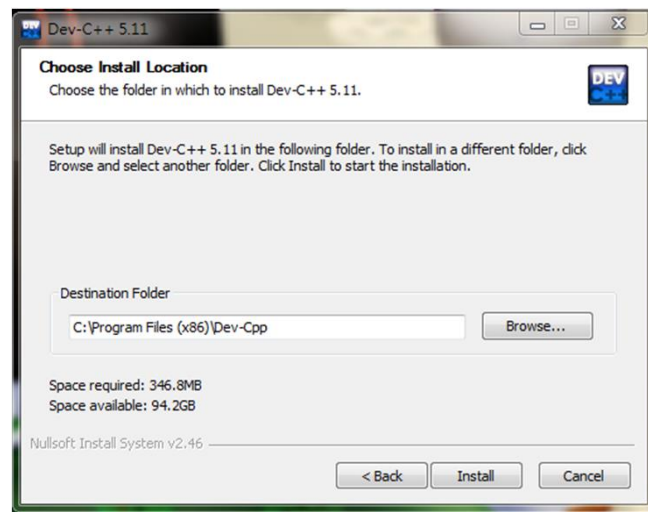 Dev-C++ 5.11
Choose Install Location
Choose the folder in which to install Dev-C++ 5.11.
DEV
C++
Setup will install Dev-C++ 5.11 in the following folder. To install in a different folder, click
Browse and select another folder. Click Install to start the installation.
Destination Folder
C:\Program Files (x86)\Dev-Cpp
Browse...
Space required: 346.8MB
Space available: 94.2GB
Nullsoft Install System v2.46
< Back
Install
Cancel